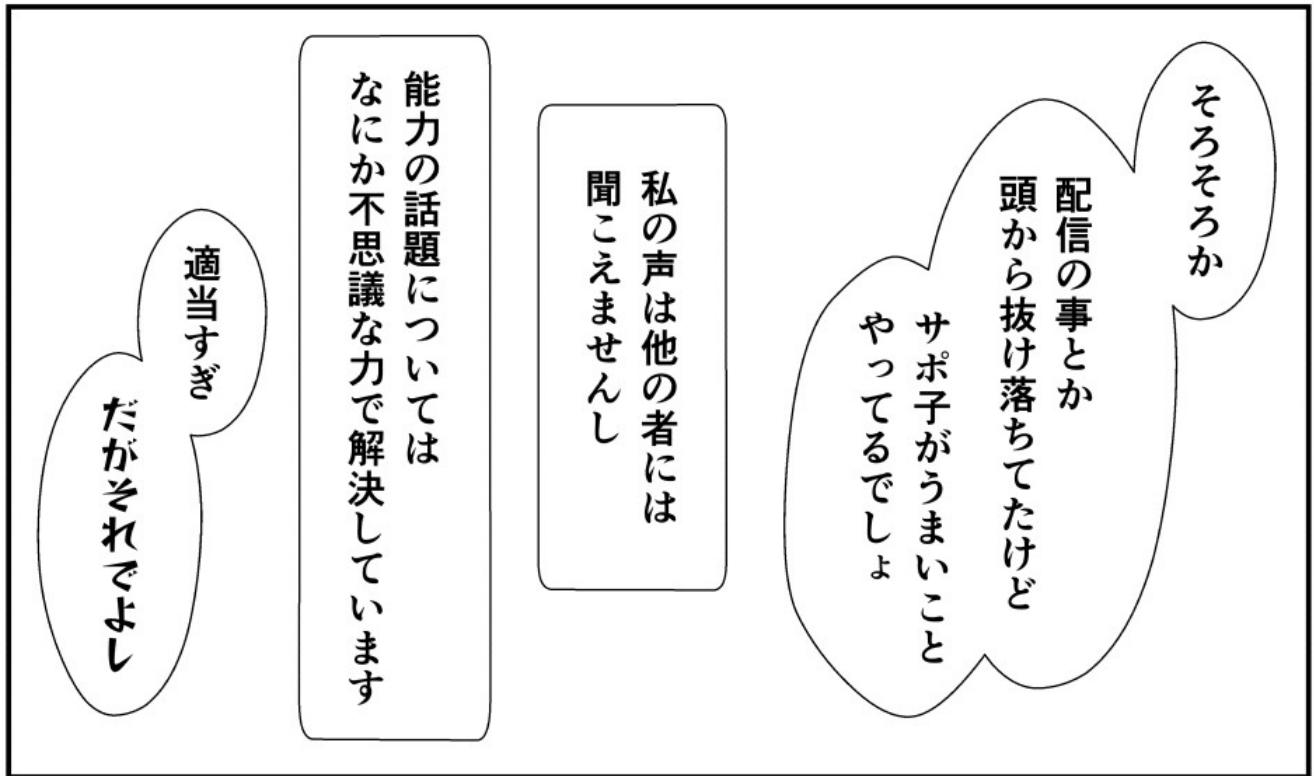 そろそろか
配信の事とか
頭から抜け落ちてたけど
サポ子がうまいこと
やってるでしょ
私の声は他の者には
聞こえませんし
能力の話題については
なにか不思議な力で解決しています
適当すぎ
だがそれでよし